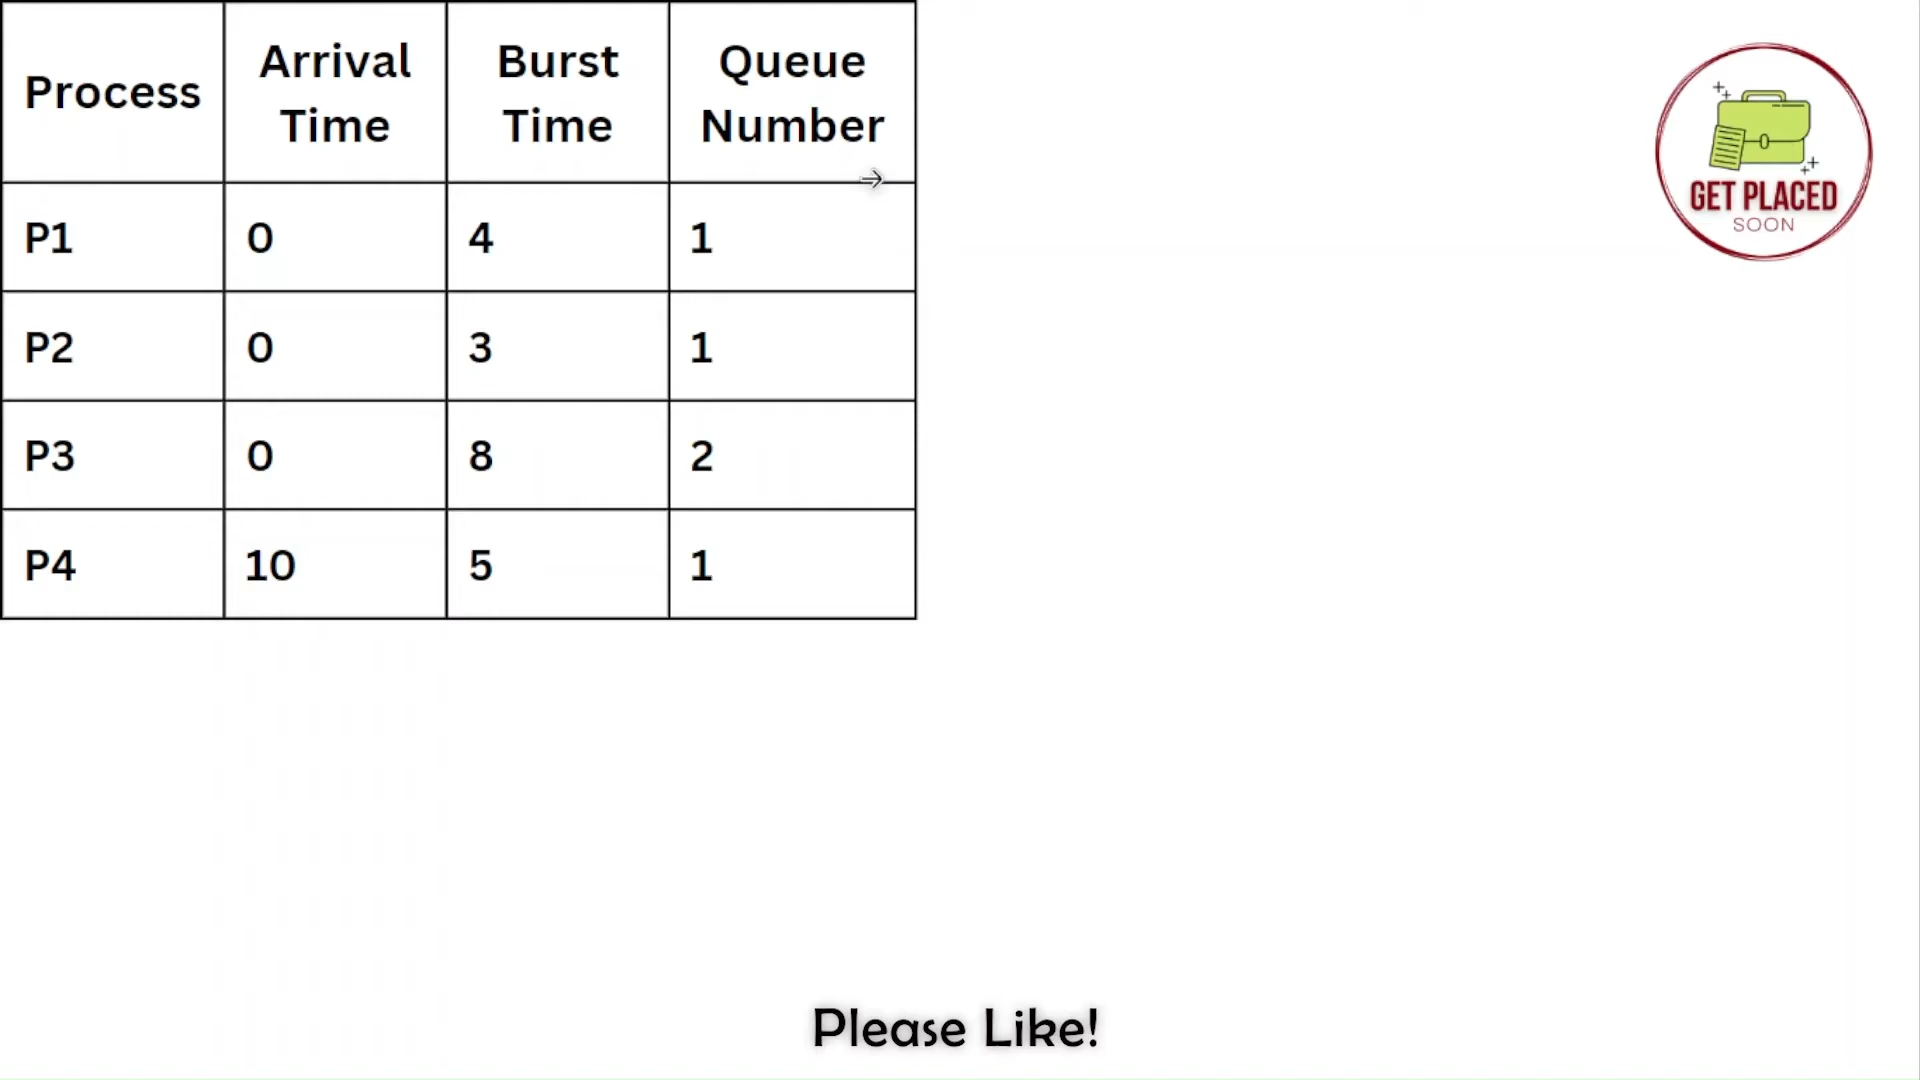 Process Arrival Time Burst Time Queue Number
P1 0 4 1
P2 0 3 1
P3 0 8 2
P4 10 5 1
GET PLACED
SOON
Please Like!